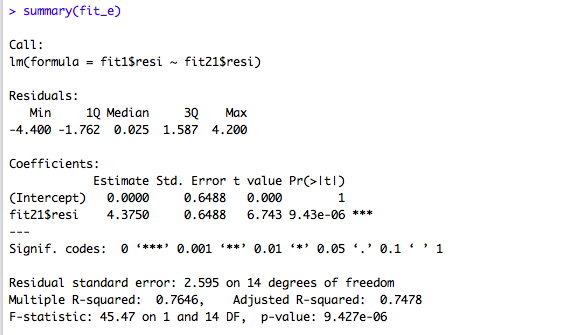 > summary(fit_e)
Call:
lm(formula = fit1$resi ~ fit21$resi)
Residuals:
Min 1Q Median 3Q Max
-4.400 -1.762 0.025 1.587 4.200
Coefficients:
Estimate Std. Error t value Pr(>|t|)
(Intercept) 0.0000 0.6488 0.000 1
fit21$resi 4.3750 0.6488 6.743 9.43e-06 ***
---
Signif. codes: 0 ‘***’ 0.001 ‘**’ 0.01 ‘*’ 0.05 ‘.’ 0.1 ‘ ’ 1
Residual standard error: 2.595 on 14 degrees of freedom
Multiple R-squared: 0.7646, Adjusted R-squared: 0.7478
F-statistic: 45.47 on 1 and 14 DF, p-value: 9.427e-06